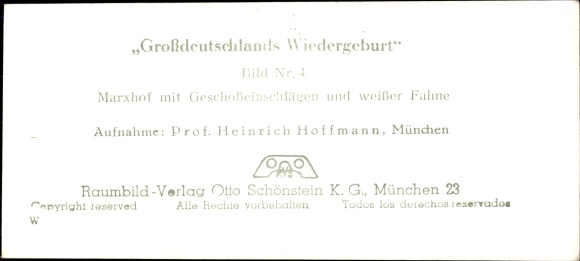 „Großdeutschlands Wiedergeburt“
Bild Nr. 4
Marxhof mit Geschoßeinschlägen und weißer Fahne
Aufnahme: Prof. Heinrich Hoffmann, München
Raumbild-Verlag Otto Schönstein K. G., München 23
Copyright reserved Alle Rechte vorbehalten Todos los derechos reservados
W